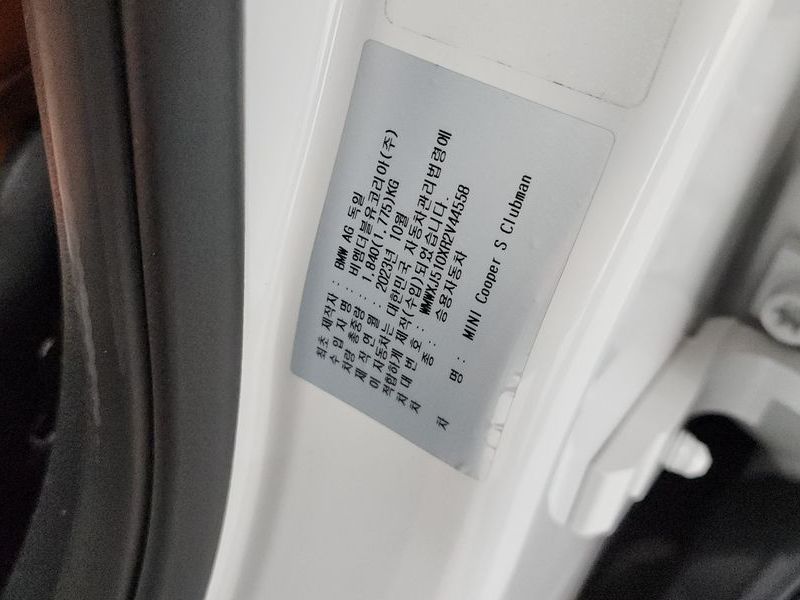 최초 제작자 : BMW AG 독일
수 입 자 명 : 비엠더블유코리아(주)
차량 총중량 : 1,840(1,775)KG
제 작 연 월 : 2023년 10월
이 자동차는 대한민국 자동차관리법령에
적합하게 제작(수입)되었습니다.
차 대 번 호 : WMWXJ510XP2V44558
차 종 : 승용자동차
차 명 : MINI Cooper S Clubman